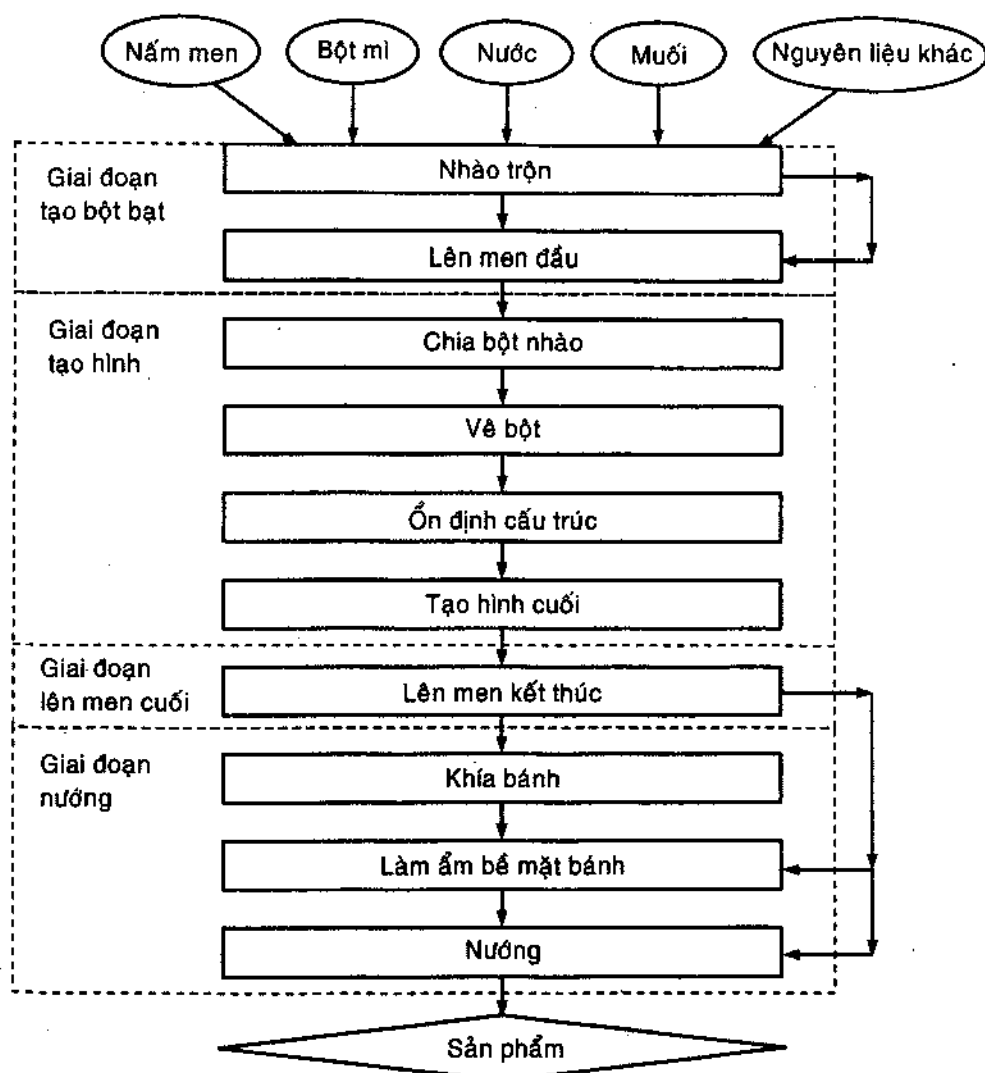 Nấm men
Bột mì
Nước
Muối
Nguyên liệu khác
Giai đoạn
tạo bột bạt
Nhào trộn
Lên men đầu
Giai đoạn
tạo hình
Chia bột nhào
Vê bột
Ổn định cấu trúc
Tạo hình cuối
Giai đoạn
lên men cuối
Lên men kết thúc
Giai đoạn
nướng
Khía bánh
Làm ẩm bề mặt bánh
Nướng
Sản phẩm